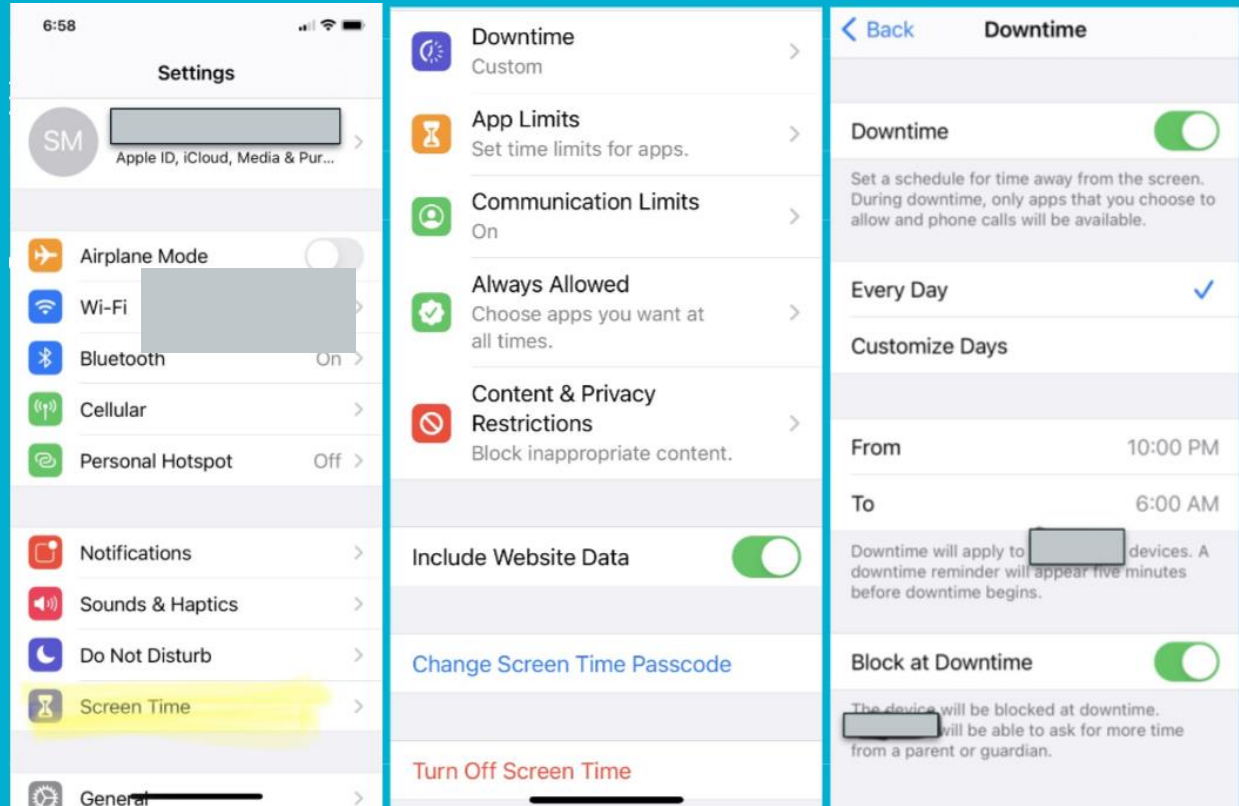 6:58
Settings
SM
Apple ID, iCloud, Media & Pur...
Airplane Mode
Wi-Fi
Bluetooth On
Cellular
Personal Hotspot Off
Notifications
Sounds & Haptics
Do Not Disturb
Screen Time
General
Downtime
Custom
App Limits
Set time limits for apps.
Communication Limits
On
Always Allowed
Choose apps you want at
all times.
Content & Privacy
Restrictions
Block inappropriate content.
Include Website Data
Change Screen Time Passcode
Turn Off Screen Time
Back Downtime
Downtime
Set a schedule for time away from the screen.
During downtime, only apps that you choose to
allow and phone calls will be available.
Every Day
Customize Days
From 10:00 PM
To 6:00 AM
Downtime will apply to devices. A
downtime reminder will appear five minutes
before downtime begins.
Block at Downtime
The device will be blocked at downtime.
will be able to ask for more time
from a parent or guardian.